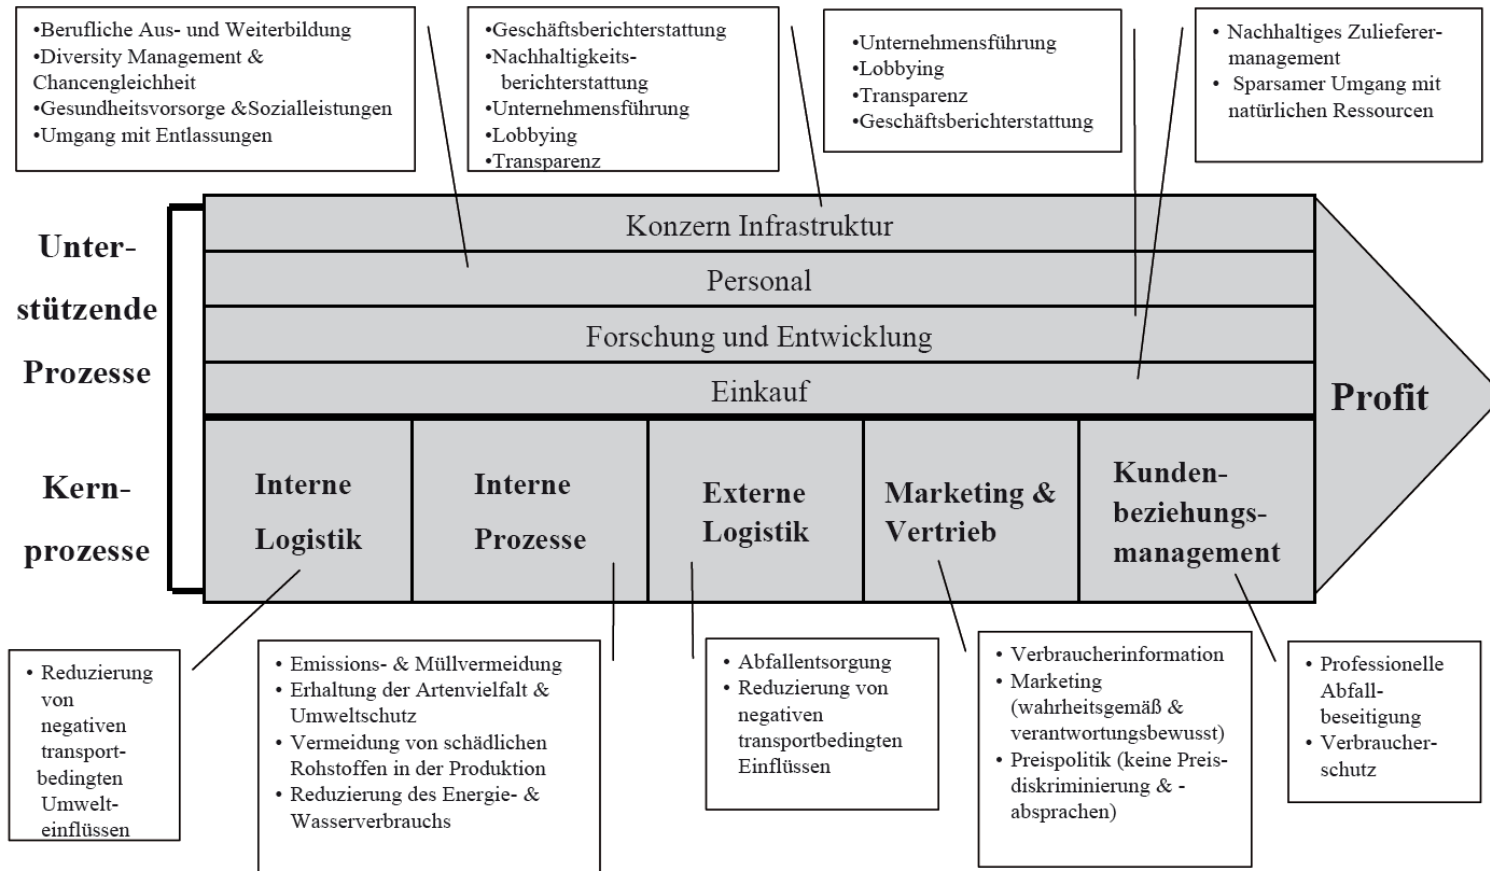 •Berufliche Aus- und Weiterbildung
•Diversity Management &
Chancengleichheit
•Gesundheitsvorsorge &Sozialleistungen
•Umgang mit Entlassungen
•Geschäftsberichterstattung
•Nachhaltigkeits-
berichterstattung
•Unternehmensführung
•Lobbying
•Transparenz
•Unternehmensführung
•Lobbying
•Transparenz
•Geschäftsberichterstattung
• Nachhaltiges Zulieferer-
management
• Sparsamer Umgang mit
natürlichen Ressourcen
Unter-
stützende
Prozesse
Konzern Infrastruktur
Personal
Forschung und Entwicklung
Einkauf
Profit
Kern-
prozesse
Interne
Logistik
Interne
Prozesse
Externe
Logistik
Marketing &
Vertrieb
Kunden-
beziehungs-
management
• Reduzierung
von
negativen
transport-
bedingten
Umwelt-
einflüssen
• Emissions- & Müllvermeidung
• Erhaltung der Artenvielfalt &
Umweltschutz
• Vermeidung von schädlichen
Rohstoffen in der Produktion
• Reduzierung des Energie- &
Wasserverbrauchs
• Abfallentsorgung
• Reduzierung von
negativen
transportbedingten
Einflüssen
• Verbraucherinformation
• Marketing
(wahrheitsgemäß &
verantwortungsbewusst)
• Preispolitik (keine Preis-
diskriminierung & -
absprachen)
• Professionelle
Abfall-
beseitigung
• Verbraucher-
schutz